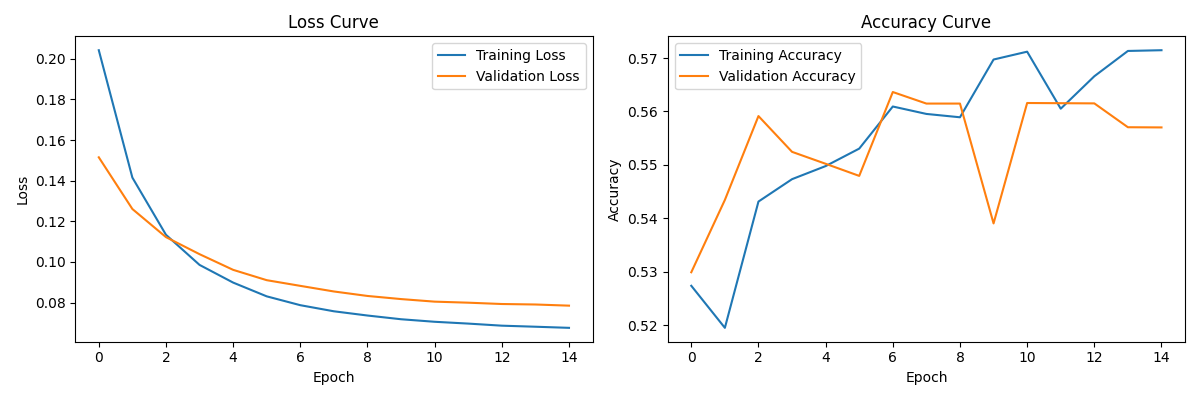 Loss Curve
Training Loss
Validation Loss
Loss
0.20
0.18
0.16
0.14
0.12
0.10
0.08
0 2 4 6 8 10 12 14
Epoch
Accuracy Curve
Training Accuracy
Validation Accuracy
Accuracy
0.57
0.56
0.55
0.54
0.53
0.52
0 2 4 6 8 10 12 14
Epoch